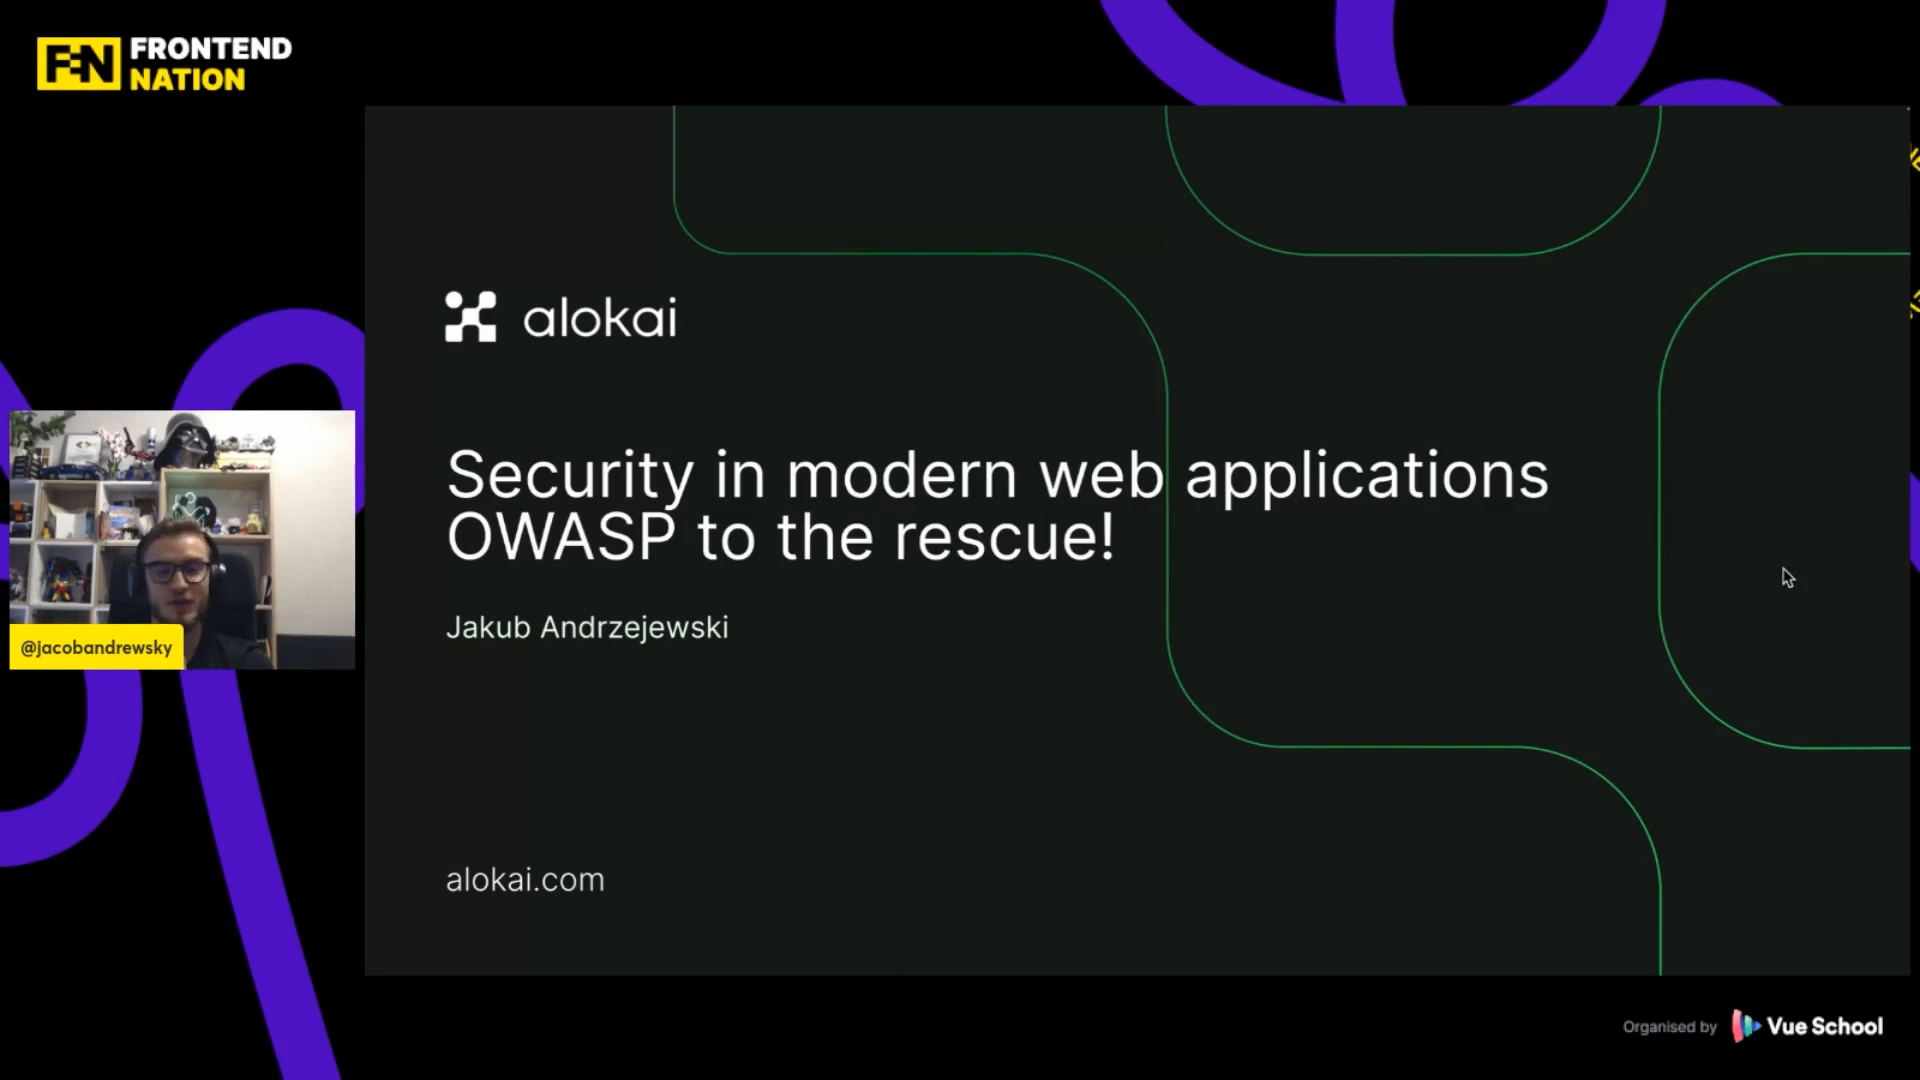 FEN FRONTEND
NATION
alokai
Security in modern web applications
OWASP to the rescue!
Jakub Andrzejewski
@jacobandrewsky
alokai.com
Organised by Vue School